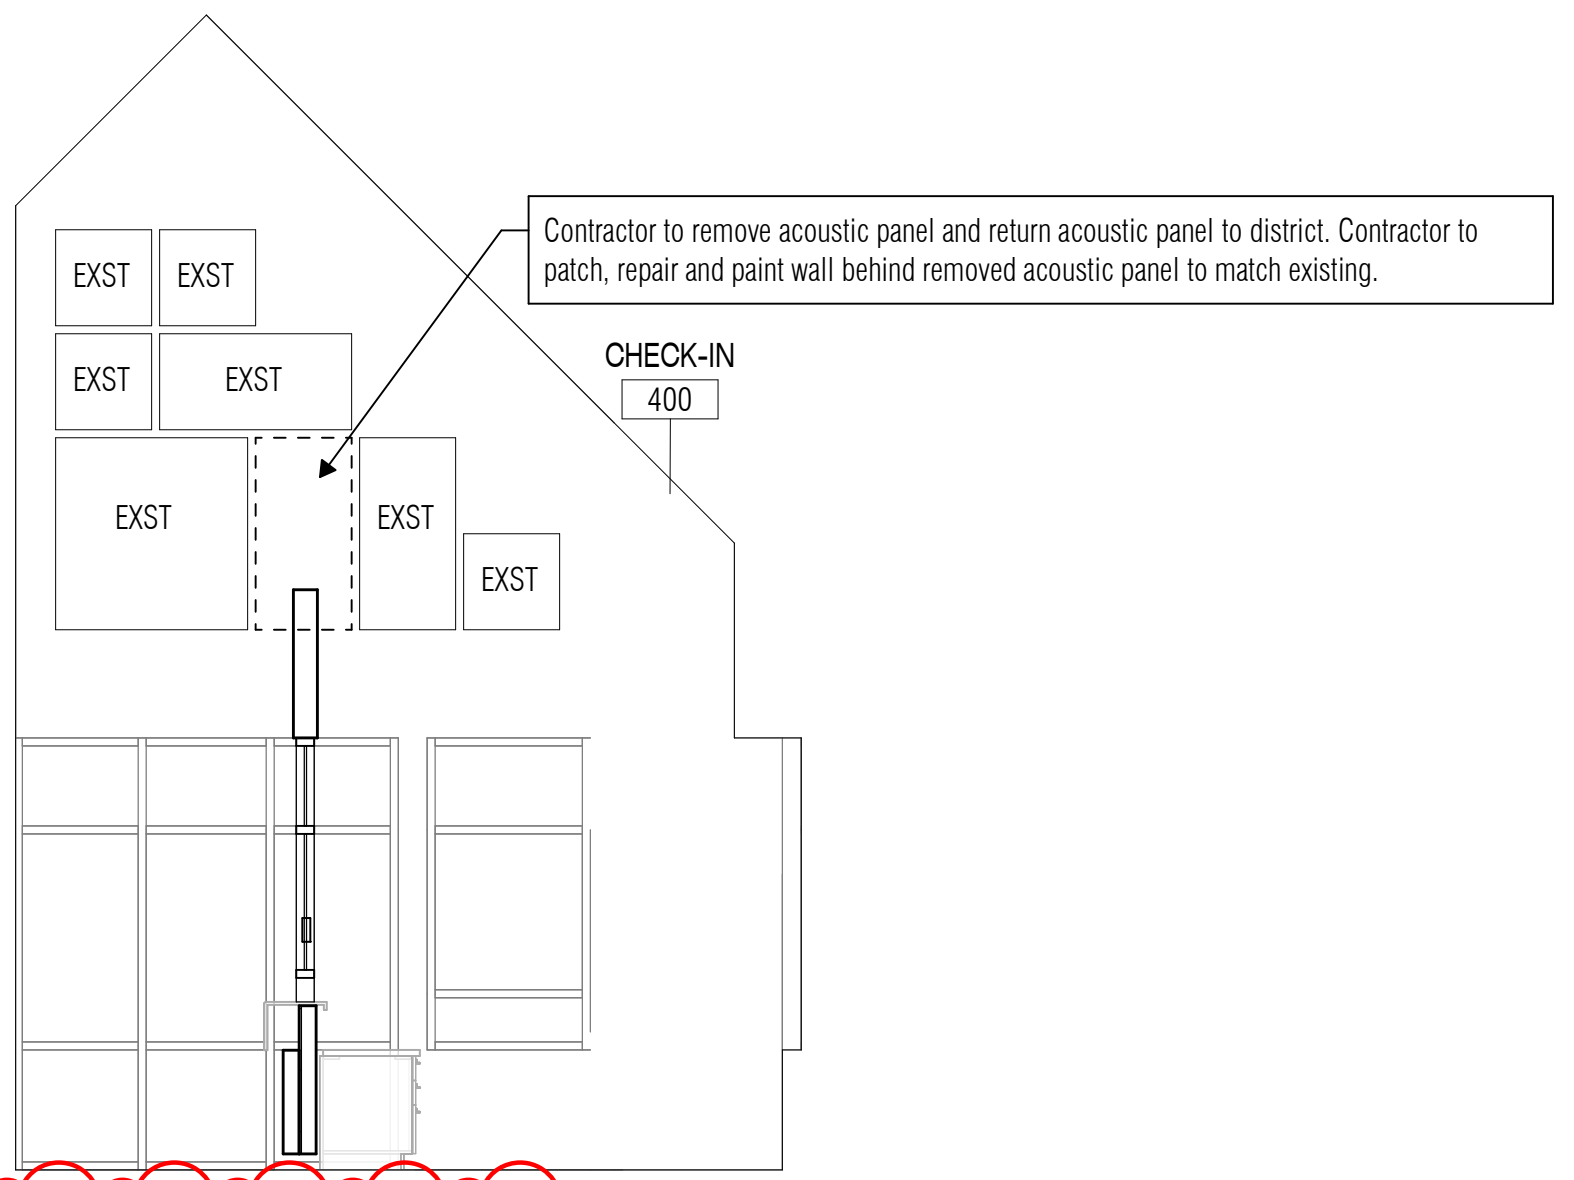 Contractor to remove acoustic panel and return acoustic panel to district. Contractor to
patch, repair and paint wall behind removed acoustic panel to match existing.
EXST
EXST
CHECK-IN
400
EXST
EXST
EXST
EXST
EXST